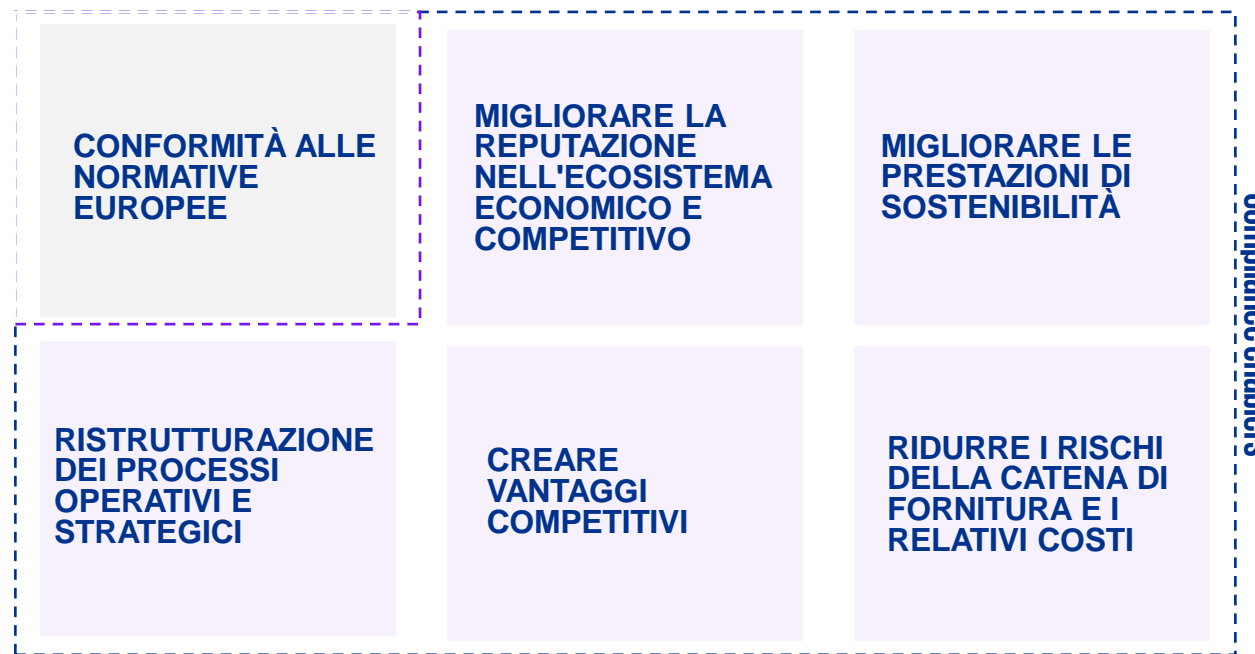 CONFORMITÀ ALLE
NORMATIVE
EUROPEE
MIGLIORARE LA
REPUTAZIONE
NELL'ECOSISTEMA
ECONOMICO E
COMPETITIVO
MIGLIORARE LE
PRESTAZIONI DI
SOSTENIBILITÀ
RISTRUTTURAZIONE
DEI PROCESSI
OPERATIVI E
STRATEGICI
CREARE
VANTAGGI
COMPETITIVI
RIDURRE I RISCHI
DELLA CATENA DI
FORNITURA E I
RELATIVI COSTI